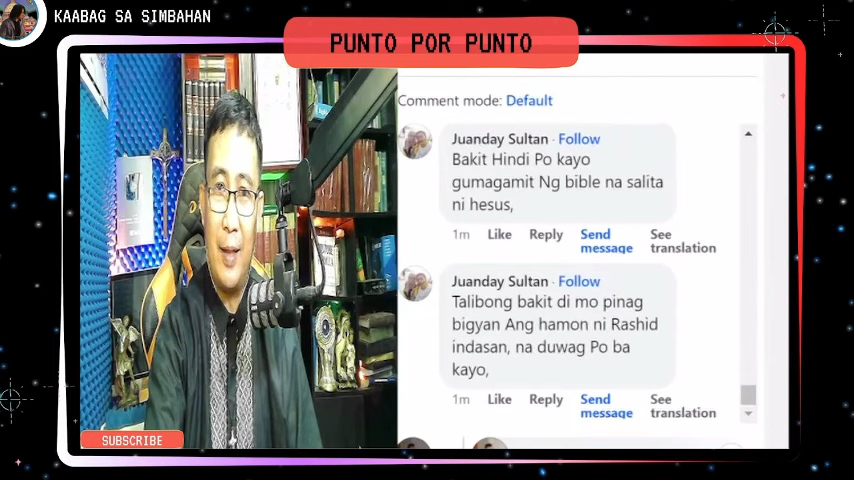 KAABAG SA SIMBAHAN
PUNTO POR PUNTO
Comment mode: Default
Juanday Sultan · Follow
Bakit Hindi Po kayo
gumagamit Ng bible na salita
ni hesus,
1m Like Reply Send message See translation
Juanday Sultan · Follow
Talibong bakit di mo pinag
bigyan Ang hamon ni Rashid
indasan, na duwag Po ba
kayo,
1m Like Reply Send message See translation
SUBSCRIBE